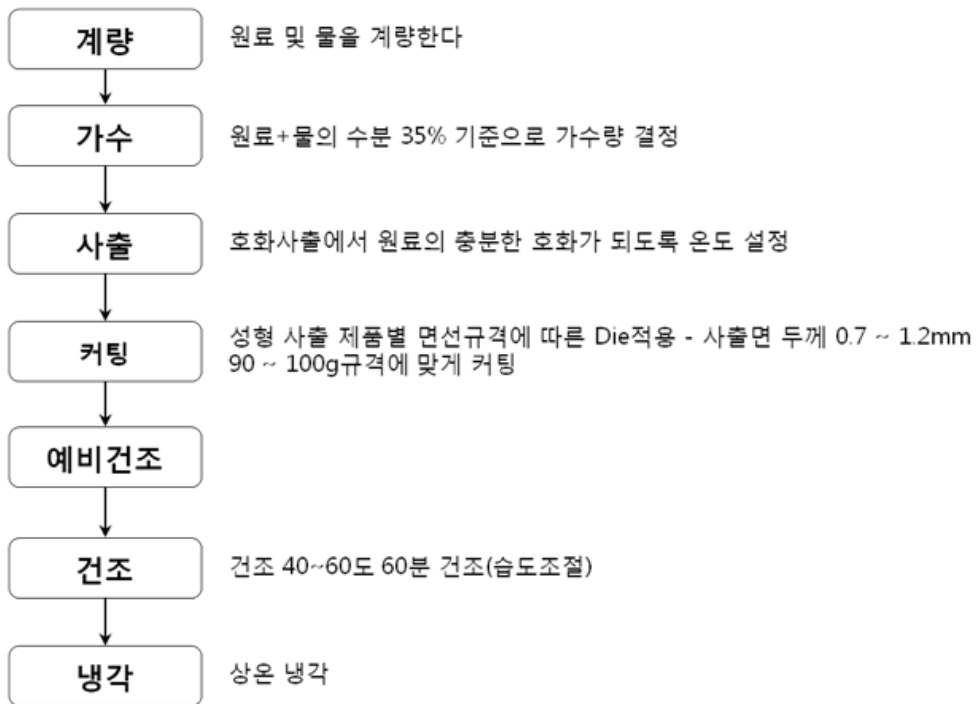 계량
원료 및 물을 계량한다
가수
원료+물의 수분 35% 기준으로 가수량 결정
사출
호화사출에서 원료의 충분한 호화가 되도록 온도 설정
커팅
성형 사출 제품별 면선규격에 따른 Die적용 - 사출면 두께 0.7 ~ 1.2mm
90 ~ 100g규격에 맞게 커팅
예비건조
건조
건조 40~60도 60분 건조(습도조절)
냉각
상온 냉각